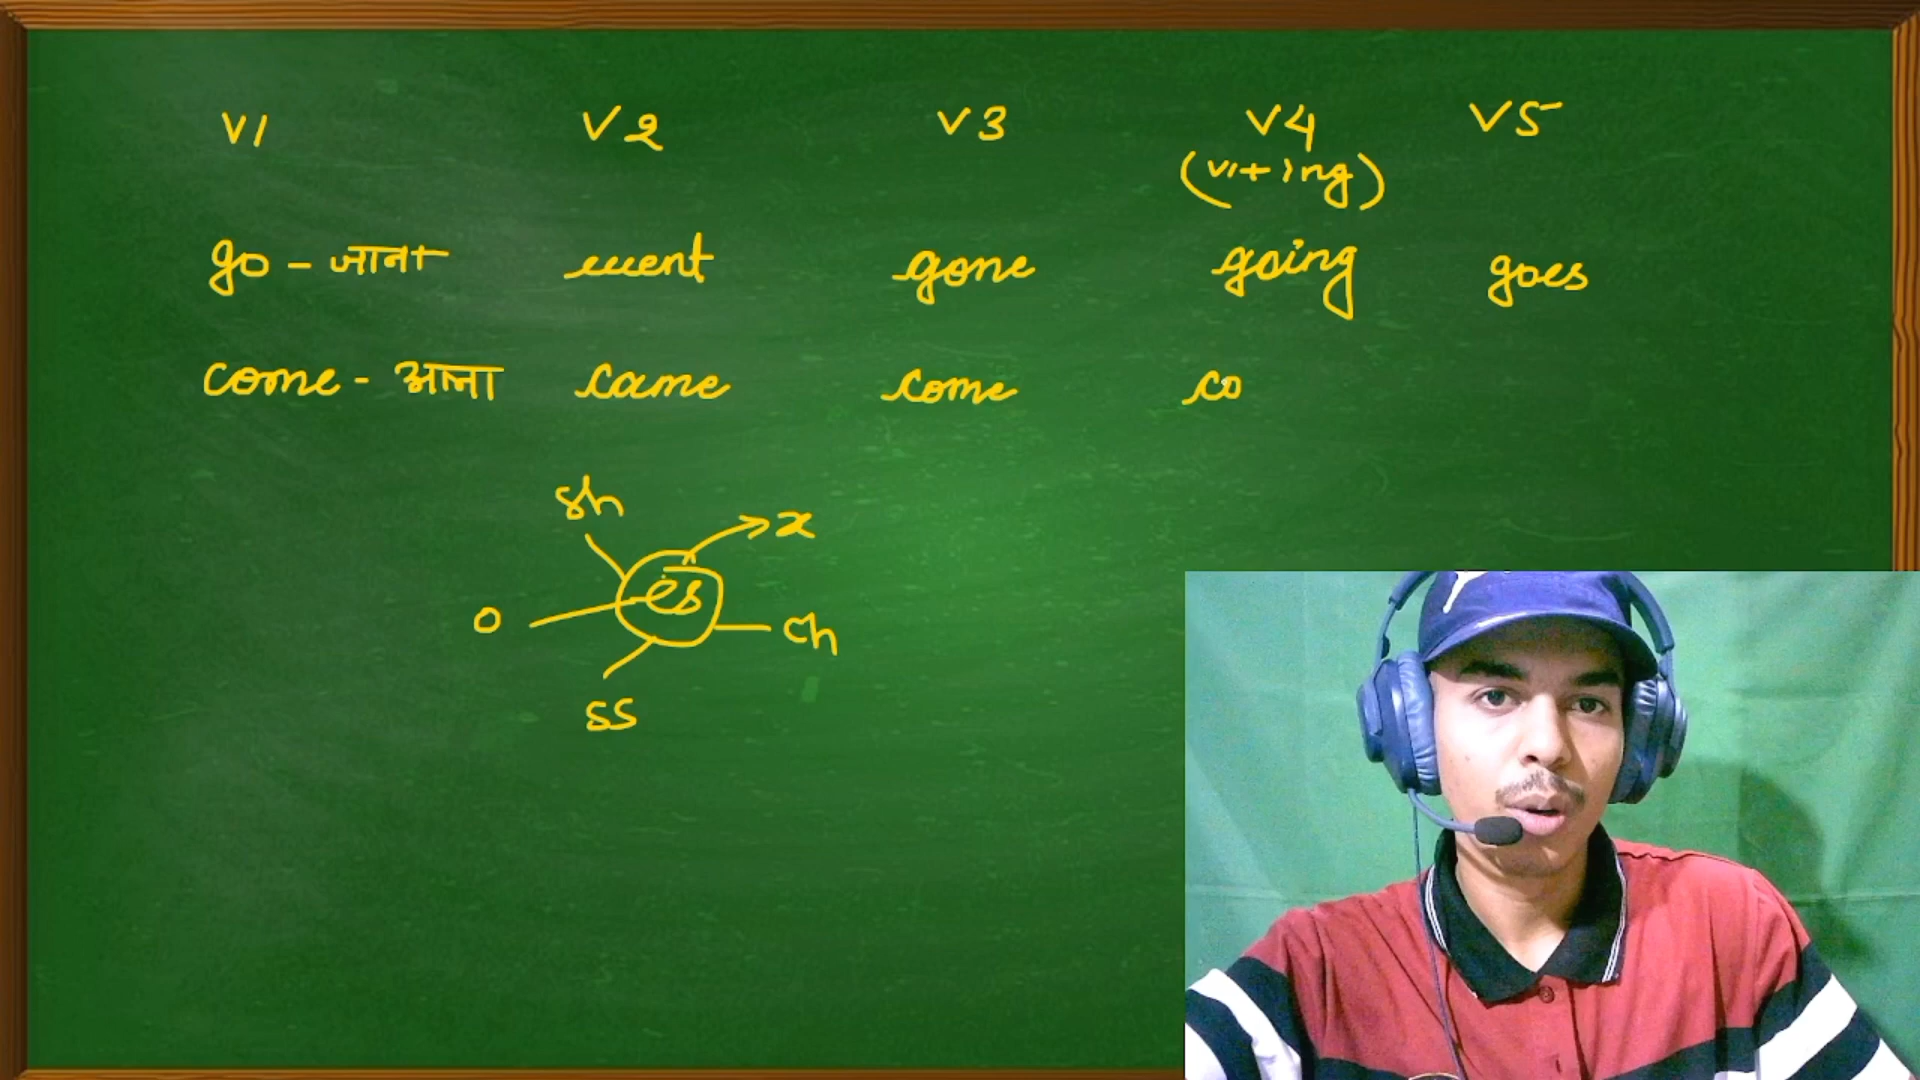 V1 V2 V3 V4 V5
(V1+ing)
go - जाना went gone going goes
come - आना came come co
sh
x
es
o
ch
ss